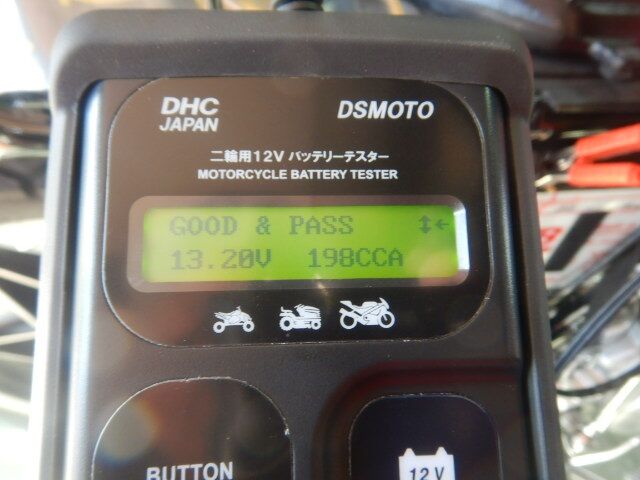 DHC DSMOTO
JAPAN
二輪用12V バッテリーテスター
MOTORCYCLE BATTERY TESTER
GOOD & PASS ↕←
13.20V 198CCA
BUTTON
12V